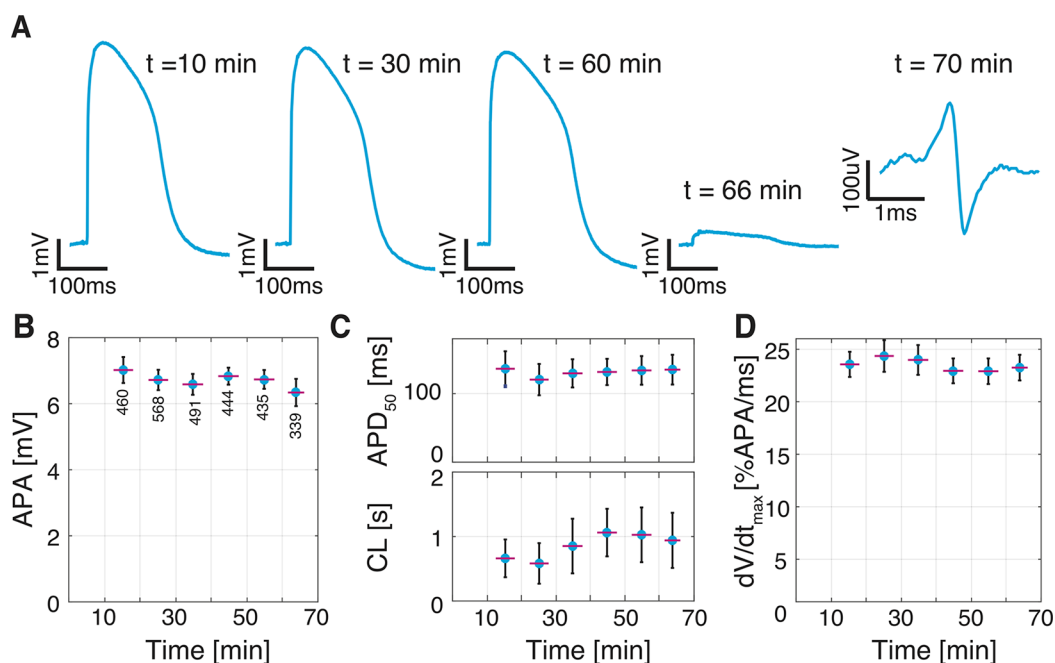 A
t =10 min
t = 30 min
t = 60 min
t = 66 min
t = 70 min
1mV
100ms
1mV
100ms
1mV
100ms
1mV
100ms
100uV
1ms
B
APA [mV]
8
6
4
2
0
460
568
491
444
435
339
10
30
50
70
Time [min]
C
APD50 [ms]
100
0
CL [s]
2
1
0
10
30
50
70
Time [min]
D
dV/dtmax [%APA/ms]
25
23
15
10
5
0
10
30
50
70
Time [min]